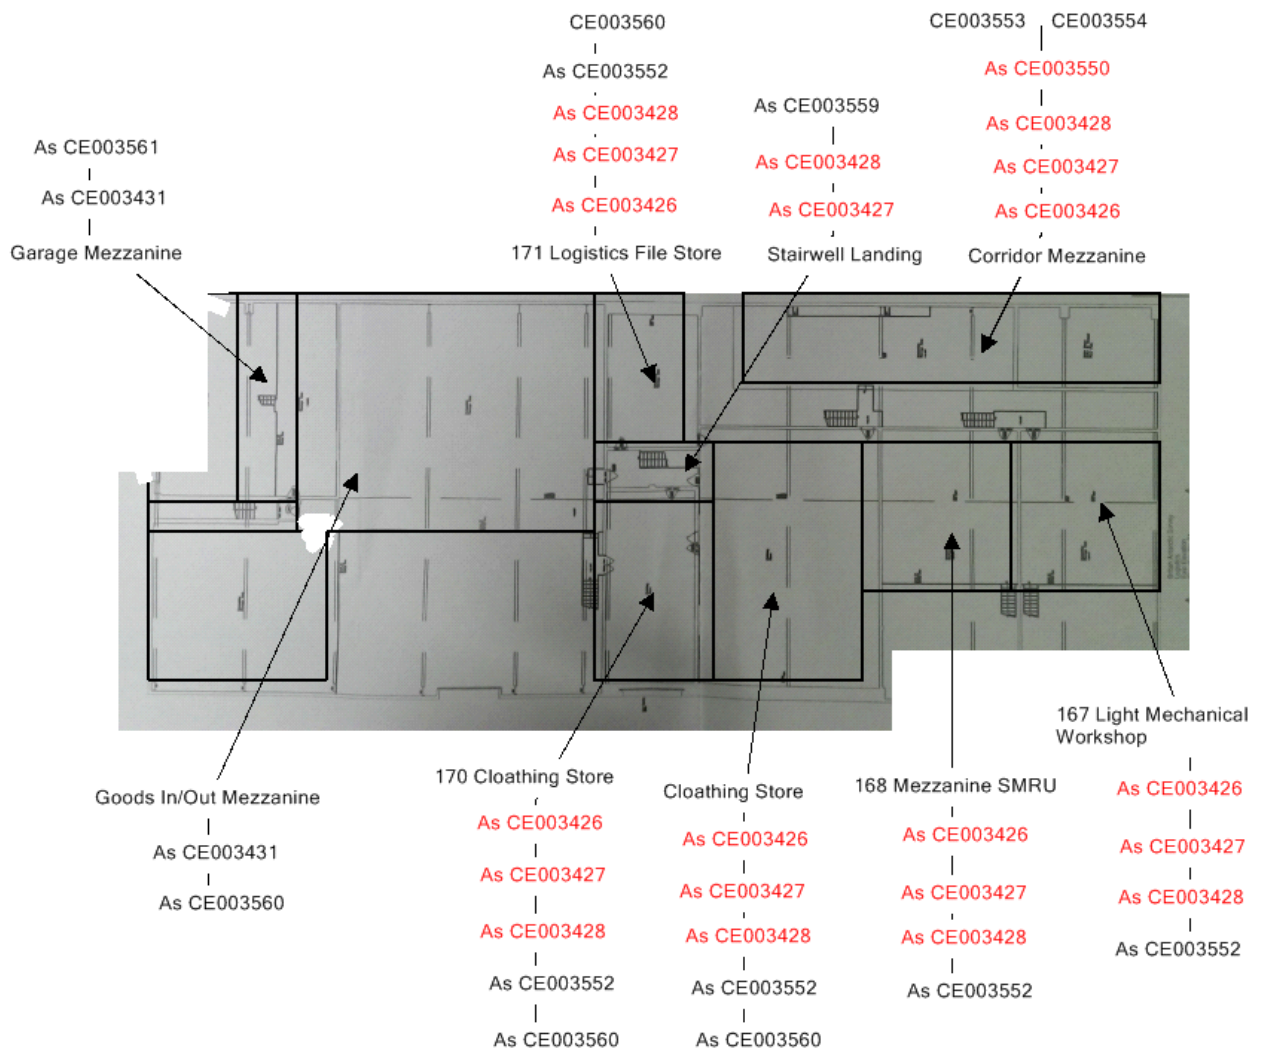 CE003560
As CE003552
As CE003428
As CE003427
As CE003426
171 Logistics File Store
CE003553 CE003554
As CE003550
As CE003428
As CE003427
As CE003426
Corridor Mezzanine
As CE003559
As CE003428
As CE003427
Stairwell Landing
As CE003561
As CE003431
Garage Mezzanine
Goods In/Out Mezzanine
As CE003431
As CE003560
170 Cloathing Store
As CE003426
As CE003427
As CE003428
As CE003552
As CE003560
Cloathing Store
As CE003426
As CE003427
As CE003428
As CE003552
As CE003560
168 Mezzanine SMRU
As CE003426
As CE003427
As CE003428
As CE003552
167 Light Mechanical
Workshop
As CE003426
As CE003427
As CE003428
As CE003552